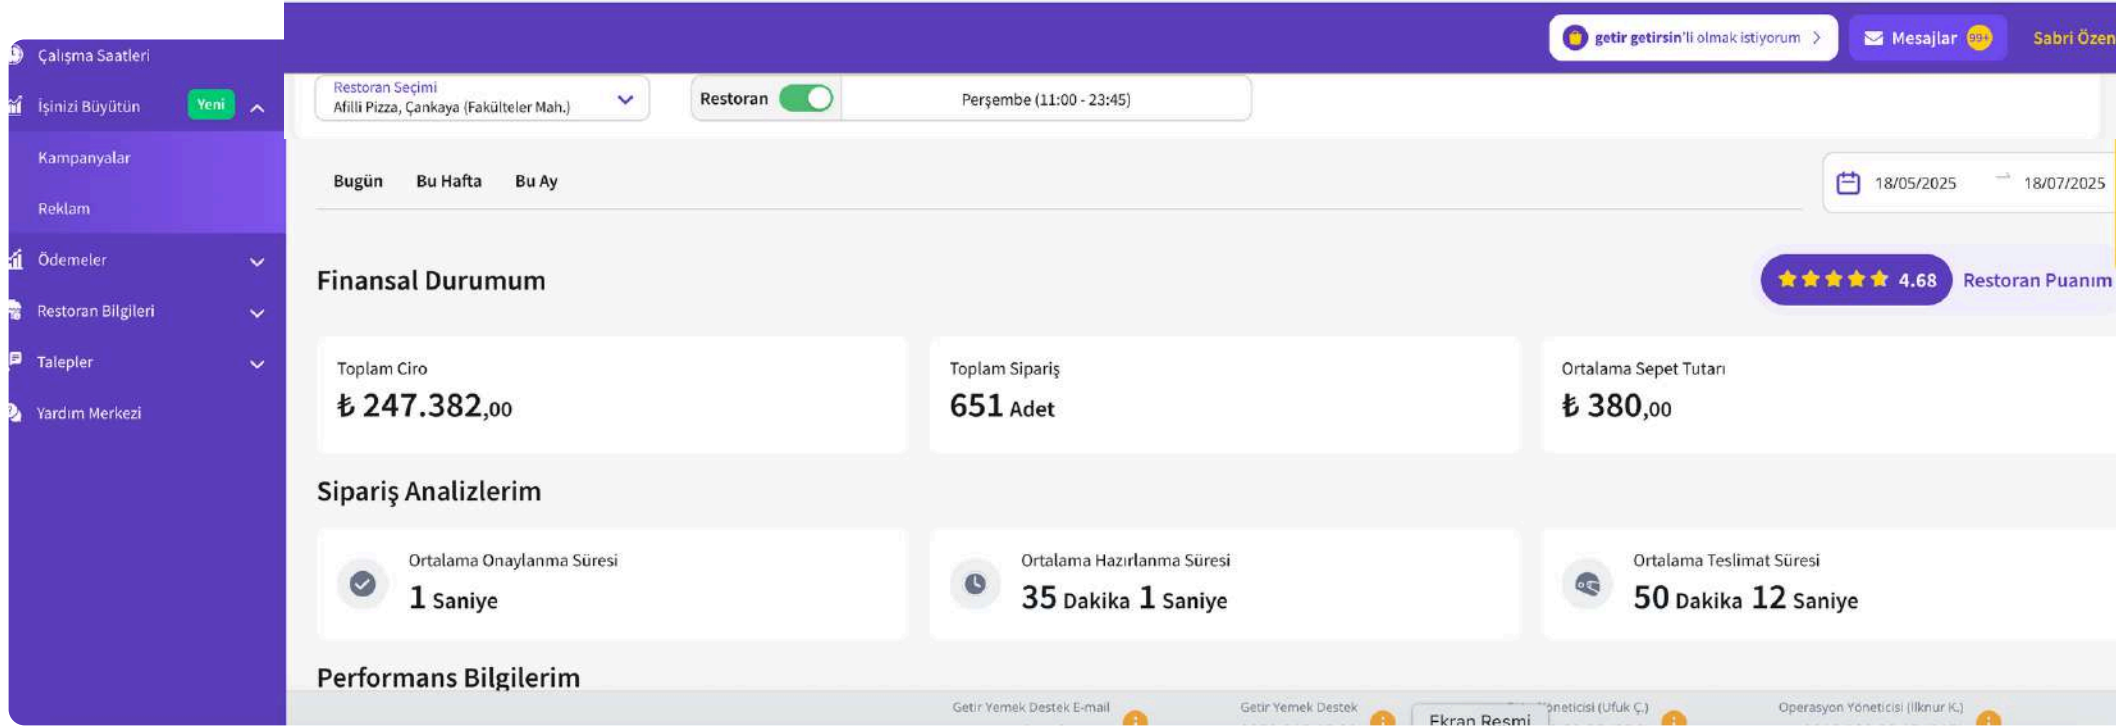 getir getirsin'li olmak istiyorum
Mesajlar 99+
Sabri Özen
Çalışma Saatleri
İşinizi Büyütün Yeni
Kampanyalar
Reklam
Ödemeler
Restoran Bilgileri
Talepler
Yardım Merkezi
Restoran Seçimi
Afilli Pizza, Çankaya (Fakülteler Mah.)
Restoran
Perşembe (11:00 - 23:45)
Bugün Bu Hafta Bu Ay
18/05/2025 → 18/07/2025
Finansal Durumum
4.68 Restoran Puanım
Toplam Ciro
₺ 247.382,00
Toplam Sipariş
651 Adet
Ortalama Sepet Tutarı
₺ 380,00
Sipariş Analizlerim
Ortalama Onaylanma Süresi
1 Saniye
Ortalama Hazırlanma Süresi
35 Dakika 1 Saniye
Ortalama Teslimat Süresi
50 Dakika 12 Saniye
Performans Bilgilerim
Getir Yemek Destek E-mail
Getir Yemek Destek
Ekran Resmi
(Ufuk Ç.)
Operasyon Yöneticisi (İlknur K.)